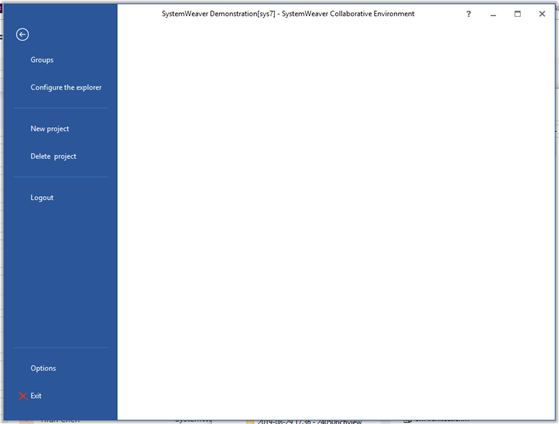 SystemWeaver Demonstration[sys7] - SystemWeaver Collaborative Environment
?
Groups
Configure the explorer
New project
Delete project
Logout
Options
Exit